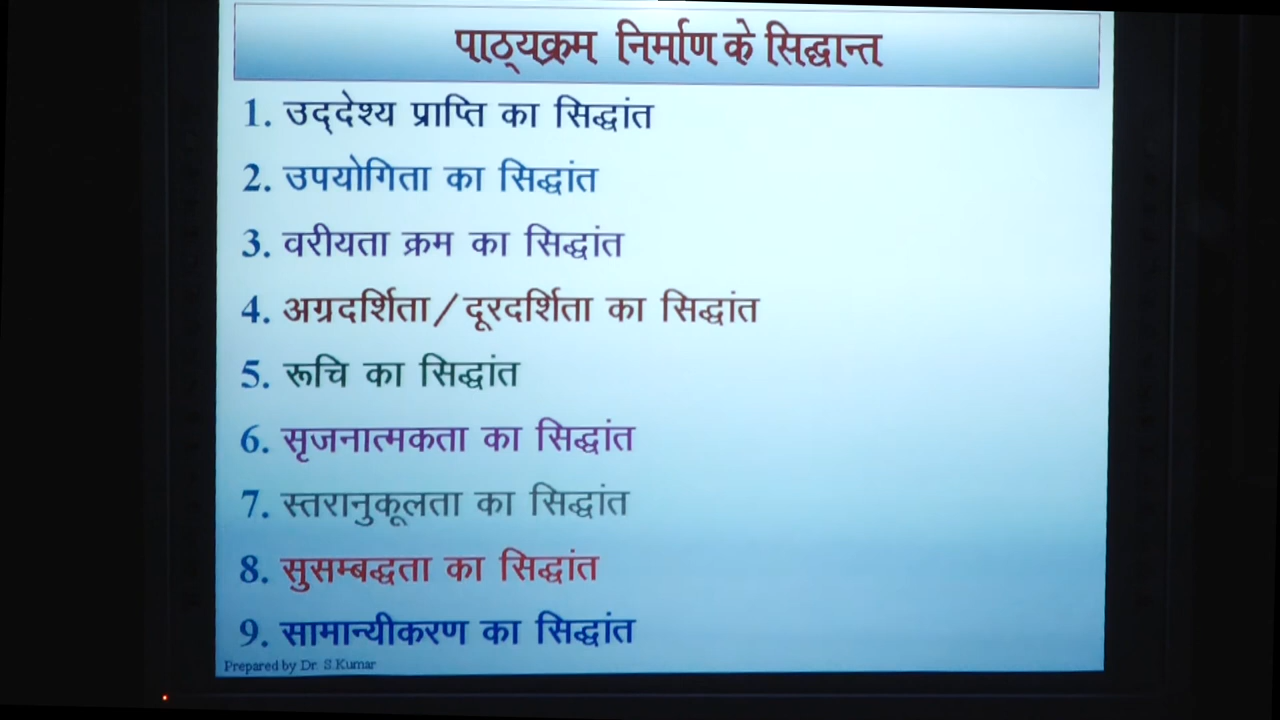 पाठ्यक्रम निर्माण के सिद्धान्त
1. उद्देश्य प्राप्ति का सिद्धांत
2. उपयोगिता का सिद्धांत
3. वरीयता क्रम का सिद्धांत
4. अग्रदर्शिता/दूरदर्शिता का सिद्धांत
5. रूचि का सिद्धांत
6. सृजनात्मकता का सिद्धांत
7. स्तरानुकूलता का सिद्धांत
8. सुसम्बद्धता का सिद्धांत
9. सामान्यीकरण का सिद्धांत
Prepared by Dr. S.Kumar